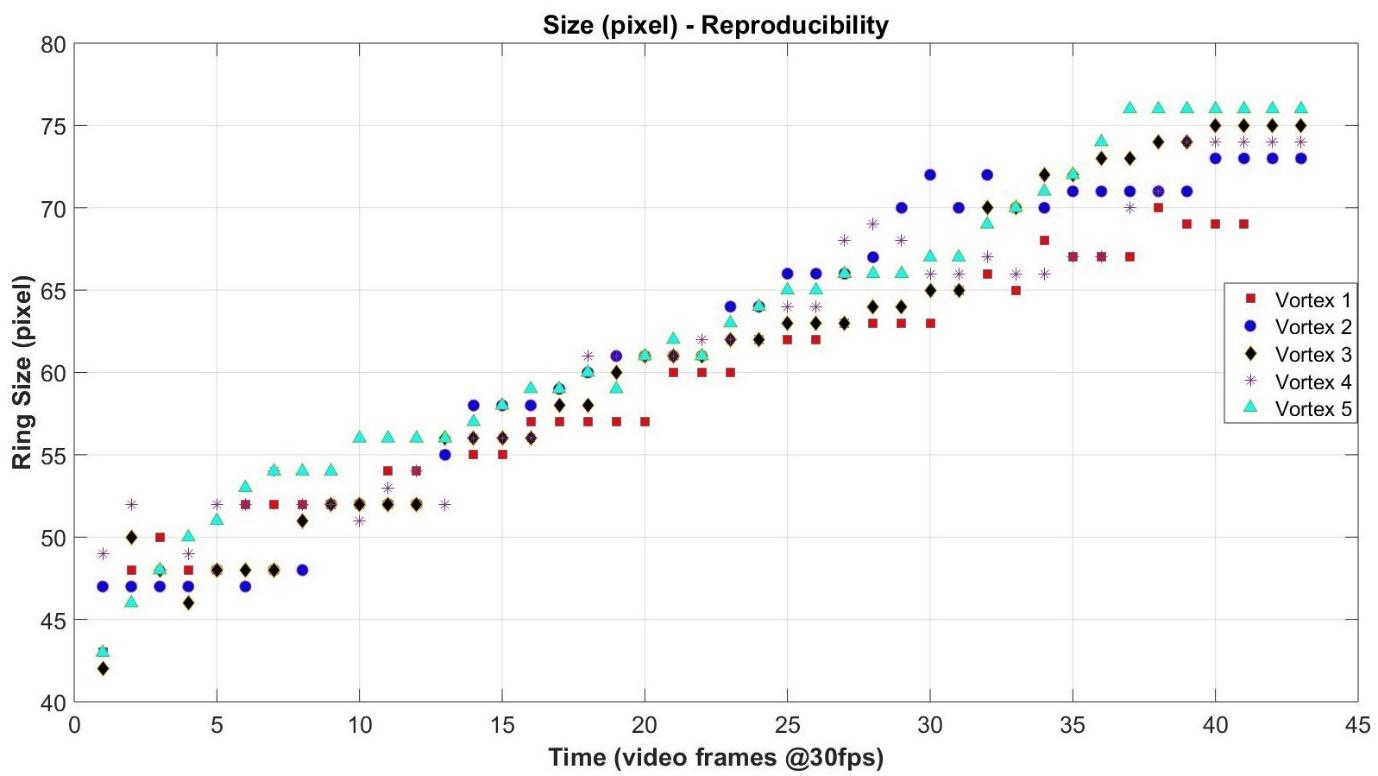 Size (pixel) - Reproducibility
80
75
70
65
60
55
50
45
40
Ring Size (pixel)
0 5 10 15 20 25 30 35 40 45
Time (video frames @30fps)
Vortex 1
Vortex 2
Vortex 3
Vortex 4
Vortex 5